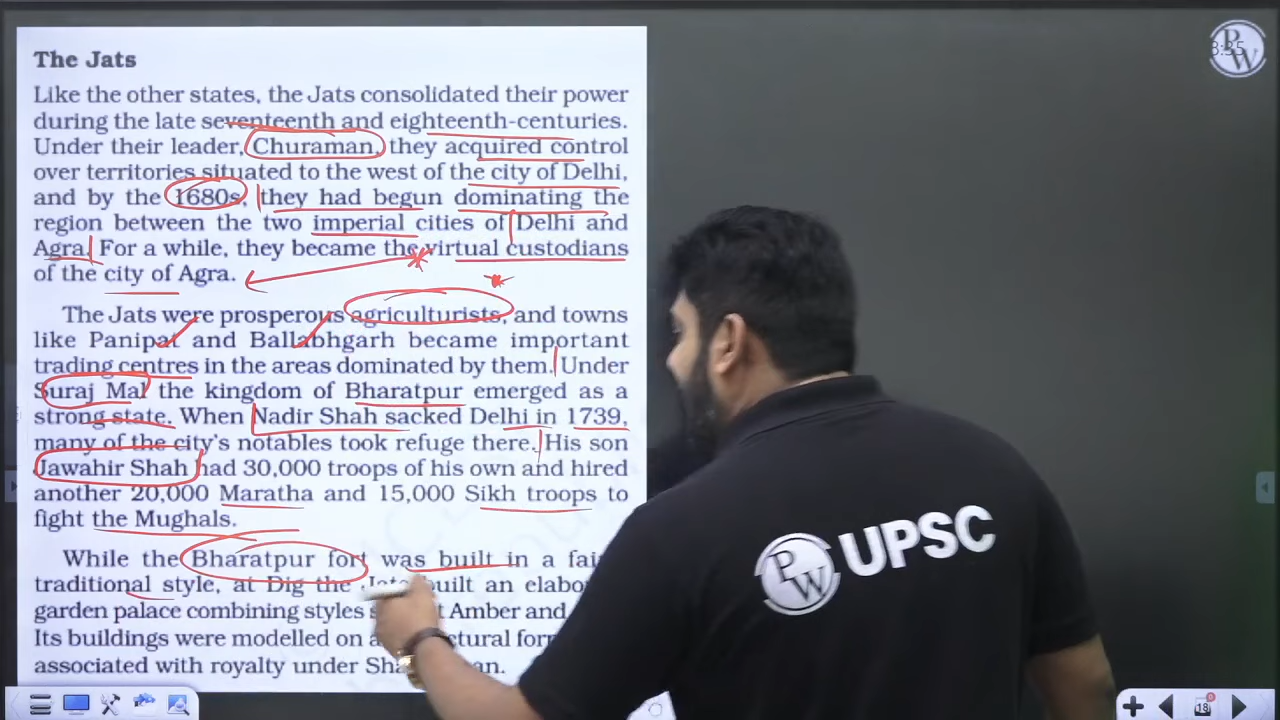 The Jats
Like the other states, the Jats consolidated their power
during the late seventeenth and eighteenth-centuries.
Under their leader, Churaman, they acquired control
over territories situated to the west of the city of Delhi,
and by the 1680s, they had begun dominating the
region between the two imperial cities of Delhi and
Agra. For a while, they became the virtual custodians
of the city of Agra.
The Jats were prosperous agriculturists, and towns
like Panipat and Ballabhgarh became important
trading centres in the areas dominated by them. Under
Suraj Mal the kingdom of Bharatpur emerged as a
strong state. When Nadir Shah sacked Delhi in 1739,
many of the city's notables took refuge there. His son
Jawahir Shah had 30,000 troops of his own and hired
another 20,000 Maratha and 15,000 Sikh troops to
fight the Mughals.
While the Bharatpur fort was built in a
traditional style, at Dig the Jats built an
garden palace combining styles Amber and
Its buildings were modelled on
associated with royalty under
PW
PW UPSC
18